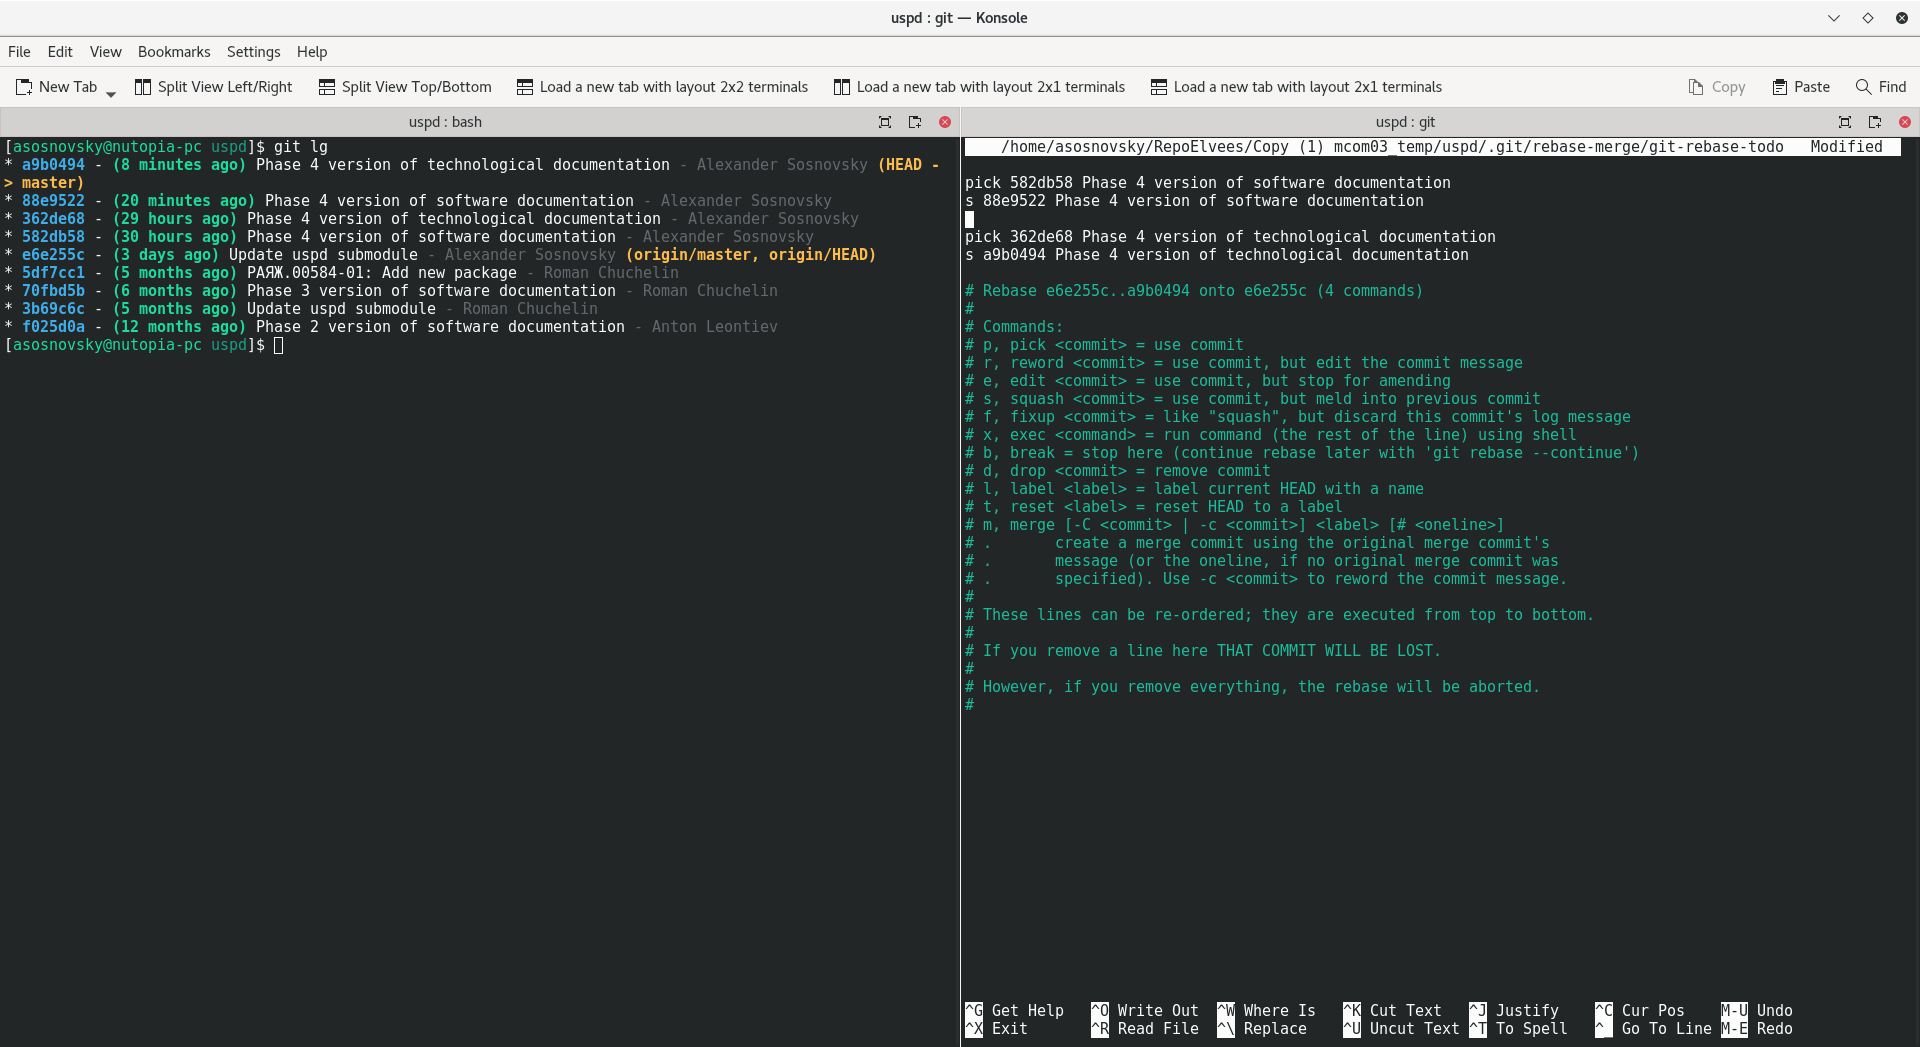 uspd : git — Konsole
File Edit View Bookmarks Settings Help
New Tab Split View Left/Right Split View Top/Bottom Load a new tab with layout 2x2 terminals Load a new tab with layout 2x1 terminals Load a new tab with layout 2x1 terminals Copy Paste Find
uspd : bash
[asosnovsky@nutopia-pc uspd]$ git lg
* a9b0494 - (8 minutes ago) Phase 4 version of technological documentation - Alexander Sosnovsky (HEAD -
> master)
* 88e9522 - (20 minutes ago) Phase 4 version of software documentation - Alexander Sosnovsky
* 362de68 - (29 hours ago) Phase 4 version of technological documentation - Alexander Sosnovsky
* 582db58 - (30 hours ago) Phase 4 version of software documentation - Alexander Sosnovsky
* e6e255c - (3 days ago) Update uspd submodule - Alexander Sosnovsky (origin/master, origin/HEAD)
* 5df7cc1 - (5 months ago) РАЯЖ.00584-01: Add new package - Roman Chuchelin
* 70fbd5b - (6 months ago) Phase 3 version of software documentation - Roman Chuchelin
* 3b69c6c - (5 months ago) Update uspd submodule - Roman Chuchelin
* f025d0a - (12 months ago) Phase 2 version of software documentation - Anton Leontiev
[asosnovsky@nutopia-pc uspd]$
uspd : git
/home/asosnovsky/RepoElvees/Copy (1) mcom03_temp/uspd/.git/rebase-merge/git-rebase-todo Modified
pick 582db58 Phase 4 version of software documentation
s 88e9522 Phase 4 version of software documentation
pick 362de68 Phase 4 version of technological documentation
s a9b0494 Phase 4 version of technological documentation
# Rebase e6e255c..a9b0494 onto e6e255c (4 commands)
#
# Commands:
# p, pick <commit> = use commit
# r, reword <commit> = use commit, but edit the commit message
# e, edit <commit> = use commit, but stop for amending
# s, squash <commit> = use commit, but meld into previous commit
# f, fixup <commit> = like "squash", but discard this commit's log message
# x, exec <command> = run command (the rest of the line) using shell
# b, break = stop here (continue rebase later with 'git rebase --continue')
# d, drop <commit> = remove commit
# l, label <label> = label current HEAD with a name
# t, reset <label> = reset HEAD to a label
# m, merge [-C <commit> | -c <commit>] <label> [# <oneline>]
# . create a merge commit using the original merge commit's
# . message (or the oneline, if no original merge commit was
# . specified). Use -c <commit> to reword the commit message.
#
# These lines can be re-ordered; they are executed from top to bottom.
#
# If you remove a line here THAT COMMIT WILL BE LOST.
#
# However, if you remove everything, the rebase will be aborted.
#
^G Get Help ^O Write Out ^W Where Is ^K Cut Text ^J Justify ^C Cur Pos M-U Undo
^X Exit ^R Read File ^\ Replace ^U Uncut Text ^T To Spell ^_ Go To Line M-E Redo